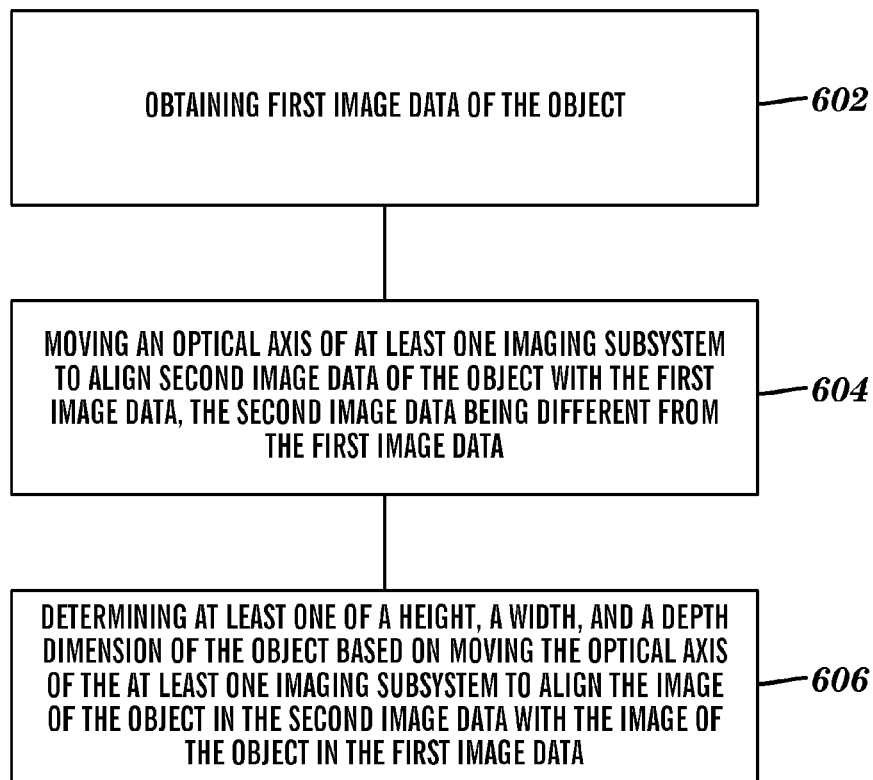 OBTAINING FIRST IMAGE DATA OF THE OBJECT
602
MOVING AN OPTICAL AXIS OF AT LEAST ONE IMAGING SUBSYSTEM
TO ALIGN SECOND IMAGE DATA OF THE OBJECT WITH THE FIRST
IMAGE DATA, THE SECOND IMAGE DATA BEING DIFFERENT FROM
THE FIRST IMAGE DATA
604
DETERMINING AT LEAST ONE OF A HEIGHT, A WIDTH, AND A DEPTH
DIMENSION OF THE OBJECT BASED ON MOVING THE OPTICAL AXIS
OF THE AT LEAST ONE IMAGING SUBSYSTEM TO ALIGN THE IMAGE
OF THE OBJECT IN THE SECOND IMAGE DATA WITH THE IMAGE OF
THE OBJECT IN THE FIRST IMAGE DATA
606